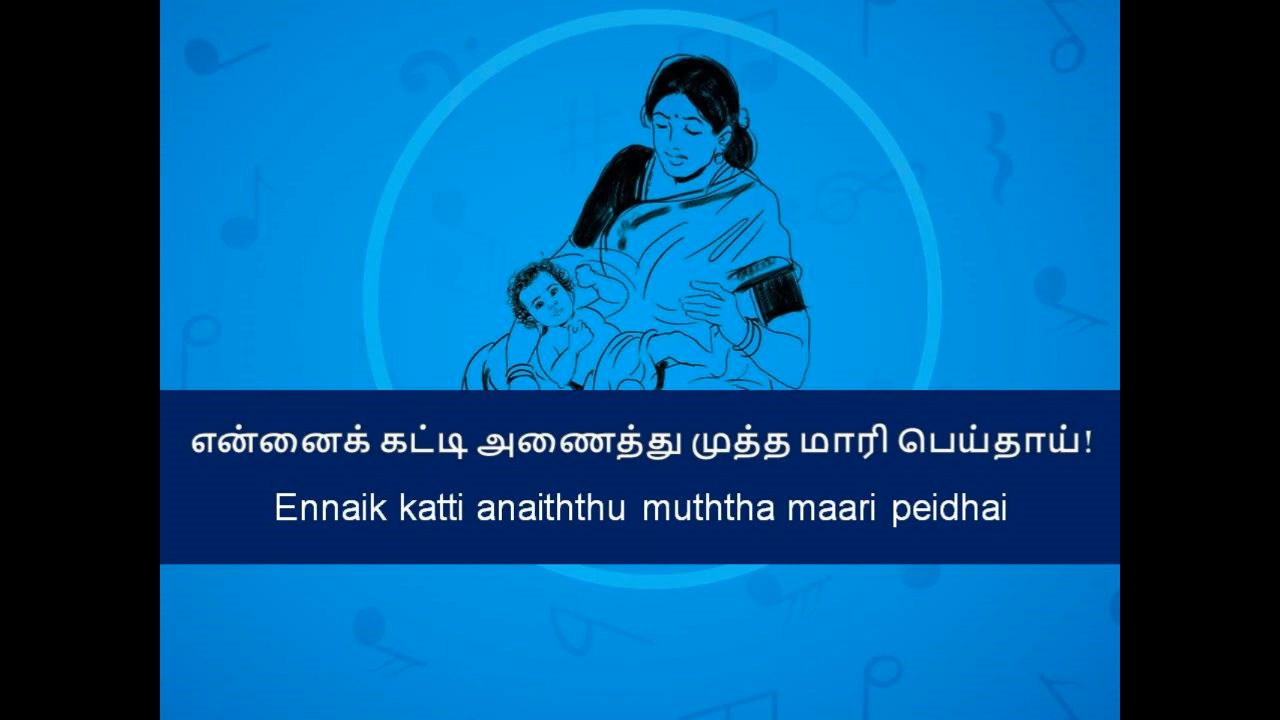 என்னைக் கட்டி அணைத்து முத்த மாரி பெய்தாய்!
Ennaik katti anaiththu muththa maari peidhai